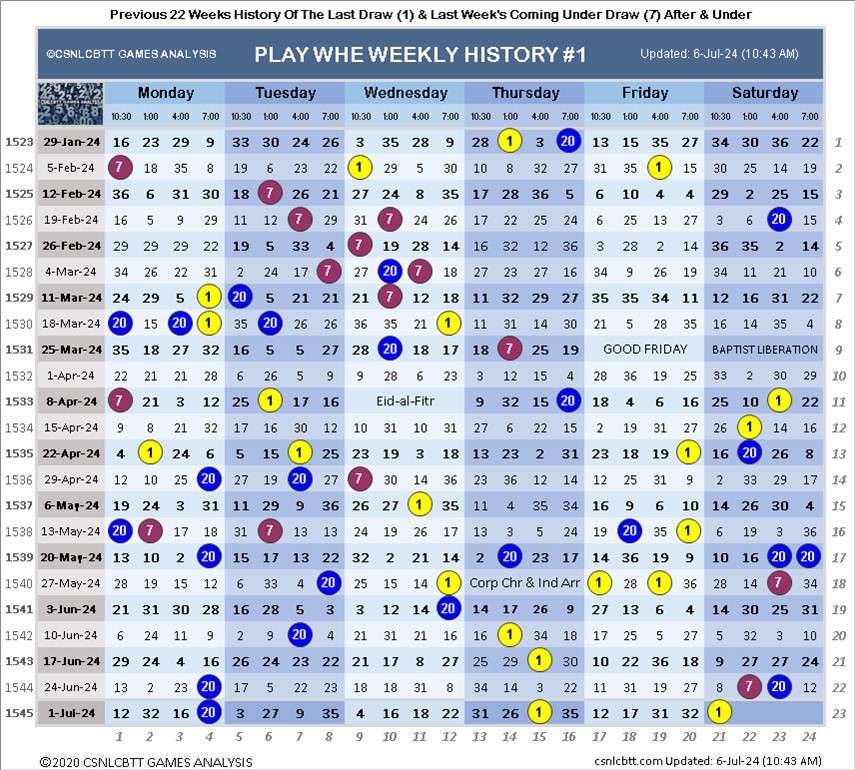 Previous 22 Weeks History Of The Last Draw (1) & Last Week's Coming Under Draw (7) After & Under
©CSNLCBTT GAMES ANALYSIS PLAY WHE WEEKLY HISTORY #1 Updated: 6-Jul-24 (10:43 AM)
Monday Tuesday Wednesday Thursday Friday Saturday
CSNLCBTT GAMES ANALYSIS 10:30 1:00 4:00 7:00 10:30 1:00 4:00 7:00 10:30 1:00 4:00 7:00 10:30 1:00 4:00 7:00 10:30 1:00 4:00 7:00 10:30 1:00 4:00 7:00
1523 29-Jan-24 16 23 29 9 33 30 24 26 3 35 28 9 28 1 3 20 13 15 35 27 34 30 36 22 1
1524 5-Feb-24 7 18 35 8 19 6 23 21 1 29 5 30 10 8 32 27 31 35 1 15 30 25 14 19 2
1525 12-Feb-24 36 6 31 30 18 7 26 22 27 24 8 35 17 28 36 5 6 10 4 4 29 2 25 15 3
1526 19-Feb-24 16 5 9 29 11 24 7 29 31 7 24 26 17 22 25 24 6 25 13 27 3 6 20 15 4
1527 26-Feb-24 29 29 29 22 19 5 33 4 7 19 28 14 16 32 12 36 3 28 2 14 36 35 2 14 5
1528 4-Mar-24 34 26 22 31 2 24 17 7 27 20 7 18 27 23 27 16 34 9 26 19 34 11 21 10 6
1529 11-Mar-24 24 29 5 1 20 5 21 21 21 7 12 18 11 32 29 27 35 35 34 11 12 16 31 22 7
1530 18-Mar-24 20 15 3 1 35 20 26 26 36 35 21 1 11 31 14 30 21 7 28 35 16 14 35 4 8
1531 25-Mar-24 35 18 27 32 16 5 5 27 28 20 18 17 18 7 25 19 GOOD FRIDAY BAPTIST LIBERATION 9
1532 1-Apr-24 22 21 21 28 6 26 5 9 9 28 6 23 3 12 15 4 28 36 19 25 33 2 30 29 10
1533 8-Apr-24 7 21 3 12 25 1 17 16 Eid-al-Fitr 9 32 15 20 18 4 6 16 25 10 1 22 11
1534 15-Apr-24 9 8 21 32 17 16 30 12 10 31 10 31 27 6 22 15 2 19 31 27 26 1 14 16 12
1535 22-Apr-24 4 1 24 6 5 15 1 25 23 19 3 18 13 23 2 31 23 18 19 1 16 20 26 8 13
1536 29-Apr-24 12 10 25 20 27 19 20 27 7 30 14 35 23 36 12 14 12 25 31 9 2 33 29 17 14
1537 6-May-24 19 24 3 31 11 29 9 36 26 27 1 35 11 4 35 34 16 9 6 10 14 26 30 4 15
1538 13-May-24 20 7 17 18 31 7 13 13 24 19 26 17 13 3 5 24 19 20 25 1 6 19 3 36 16
1539 20-May-24 13 10 2 20 15 17 13 22 32 2 21 14 2 20 23 17 14 36 19 9 10 24 20 20 17
1540 27-May-24 28 19 15 12 6 33 4 20 25 15 14 1 Corp Chr & Ind Arr 1 28 1 36 28 24 7 34 18
1541 3-Jun-24 21 31 30 28 16 28 5 3 3 12 14 20 14 17 26 9 27 13 6 4 14 30 25 31 19
1542 10-Jun-24 6 24 11 9 2 9 20 4 21 31 21 16 16 1 34 18 17 25 5 27 5 32 3 10 20
1543 17-Jun-24 29 24 4 16 26 24 23 22 21 17 8 27 25 29 1 30 10 22 36 18 9 27 27 24 21
1544 24-Jun-24 13 2 23 20 17 5 22 23 18 18 31 8 34 14 3 22 11 31 19 27 8 7 20 12 22
1545 1-Jul-24 12 32 16 20 3 27 9 35 4 16 18 22 31 26 1 35 12 17 31 32 1 23
1 2 3 4 5 6 7 8 9 10 11 12 13 14 15 16 17 18 19 20 21 22 23 24
©2020 CSNLCBTT GAMES ANALYSIS csnlcbtt.com Updated: 6-Jul-24 (10:43 AM)